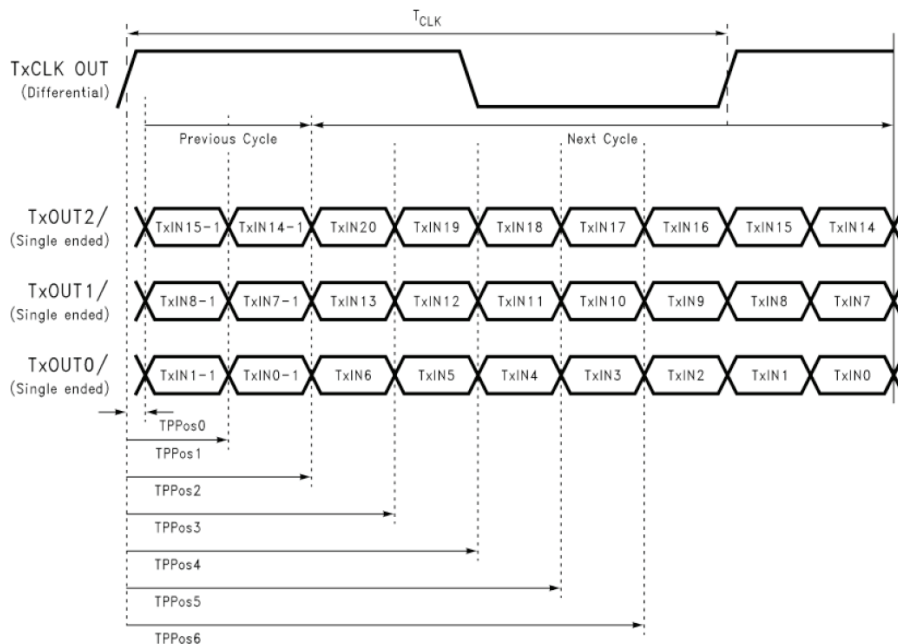 TCLK
TxCLK OUT
(Differential)
Previous Cycle
Next Cycle
TxOUT2/
(Single ended)
TxIN15-1 TxIN14-1 TxIN20 TxIN19 TxIN18 TxIN17 TxIN16 TxIN15 TxIN14
TxOUT1/
(Single ended)
TxIN8-1 TxIN7-1 TxIN13 TxIN12 TxIN11 TxIN10 TxIN9 TxIN8 TxIN7
TxOUT0/
(Single ended)
TxIN1-1 TxIN0-1 TxIN6 TxIN5 TxIN4 TxIN3 TxIN2 TxIN1 TxIN0
TPPos0
TPPos1
TPPos2
TPPos3
TPPos4
TPPos5
TPPos6